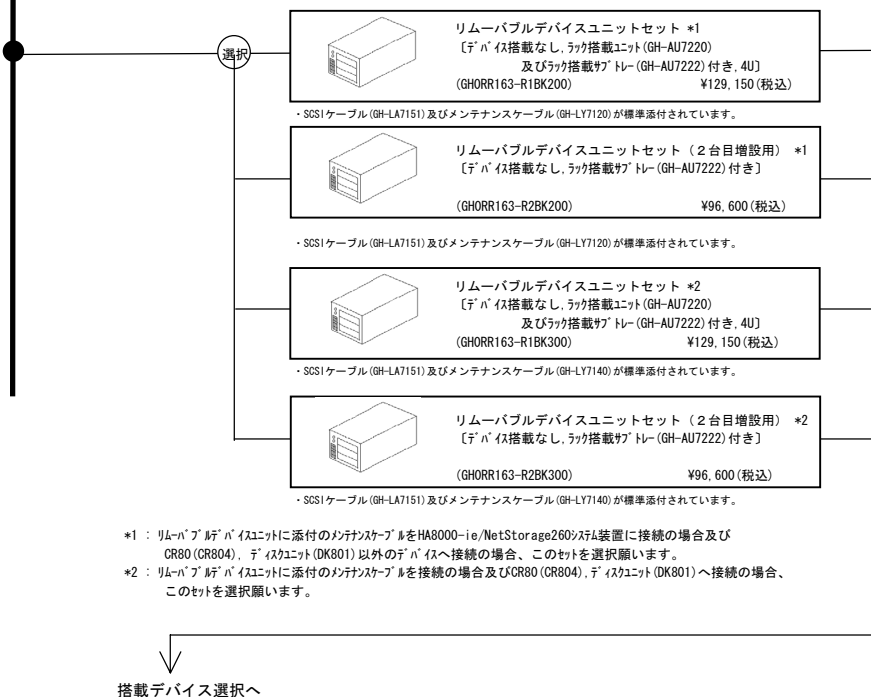 選択
リムーバブルデバイスユニットセット *1
〔ﾃﾞﾊﾞｲｽ搭載なし,ﾗｯｸ搭載ﾕﾆｯﾄ(GH-AU7220)
及びﾗｯｸ搭載ｻﾌﾞﾄﾚｰ(GH-AU7222)付き,4U〕
(GHORR163-R1BK200) ¥129,150(税込)
・SCSIケーブル(GH-LA7151)及びメンテナンスケーブル(GH-LY7120)が標準添付されています。
リムーバブルデバイスユニットセット（２台目増設用） *1
〔ﾃﾞﾊﾞｲｽ搭載なし,ﾗｯｸ搭載ｻﾌﾞﾄﾚｰ(GH-AU7222)付き〕
(GHORR163-R2BK200) ¥96,600(税込)
・SCSIケーブル(GH-LA7151)及びメンテナンスケーブル(GH-LY7120)が標準添付されています。
リムーバブルデバイスユニットセット *2
〔ﾃﾞﾊﾞｲｽ搭載なし,ﾗｯｸ搭載ﾕﾆｯﾄ(GH-AU7220)
及びﾗｯｸ搭載ｻﾌﾞﾄﾚｰ(GH-AU7222)付き,4U〕
(GHORR163-R1BK300) ¥129,150(税込)
・SCSIケーブル(GH-LA7151)及びメンテナンスケーブル(GH-LY7140)が標準添付されています。
リムーバブルデバイスユニットセット（２台目増設用） *2
〔ﾃﾞﾊﾞｲｽ搭載なし,ﾗｯｸ搭載ｻﾌﾞﾄﾚｰ(GH-AU7222)付き〕
(GHORR163-R2BK300) ¥96,600(税込)
・SCSIケーブル(GH-LA7151)及びメンテナンスケーブル(GH-LY7140)が標準添付されています。
*1 : ﾘﾑｰﾊﾞﾌﾞﾙﾃﾞﾊﾞｲｽﾕﾆｯﾄに添付のﾒﾝﾃﾅﾝｽｹｰﾌﾞﾙをHA8000-ie/NetStorage260ｼｽﾃﾑ装置に接続の場合及び
CR80(CR804), ﾃﾞｨｽｸﾕﾆｯﾄ(DK801)以外のﾃﾞﾊﾞｲｽへ接続の場合、このｾｯﾄを選択願います。
*2 : ﾘﾑｰﾊﾞﾌﾞﾙﾃﾞﾊﾞｲｽﾕﾆｯﾄに添付のﾒﾝﾃﾅﾝｽｹｰﾌﾞﾙを接続の場合及びCR80(CR804),ﾃﾞｨｽｸﾕﾆｯﾄ(DK801)へ接続の場合、
このｾｯﾄを選択願います。
搭載デバイス選択へ